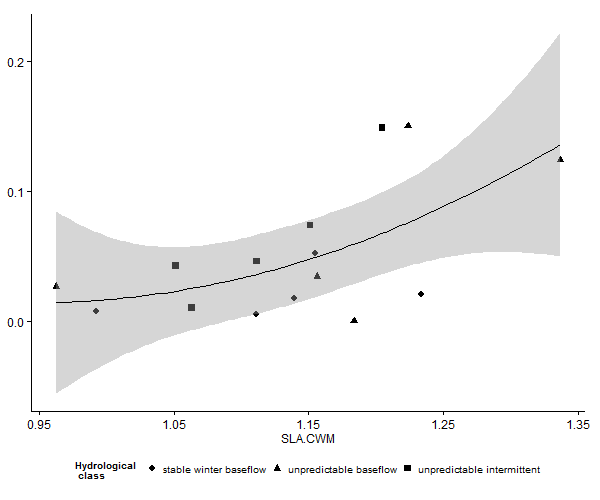 0.2
0.1
0.0
0.95 1.05 1.15 1.25 1.35
SLA.CWM
Hydrological
class
stable winter baseflow unpredictable baseflow unpredictable intermittent